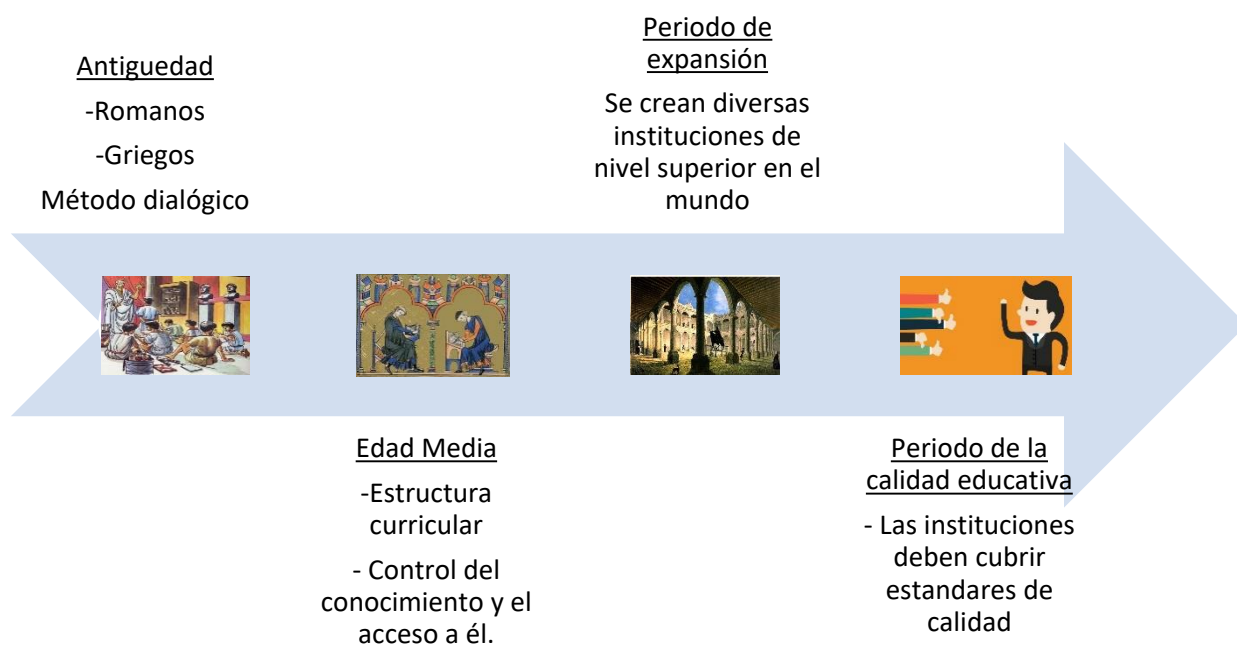 Antiguedad
-Romanos
-Griegos
Método dialógico
Edad Media
-Estructura
curricular
- Control del
conocimiento y el
acceso a él.
Periodo de
expansión
Se crean diversas
instituciones de
nivel superior en el
mundo
Periodo de la
calidad educativa
- Las instituciones
deben cubrir
estandares de
calidad